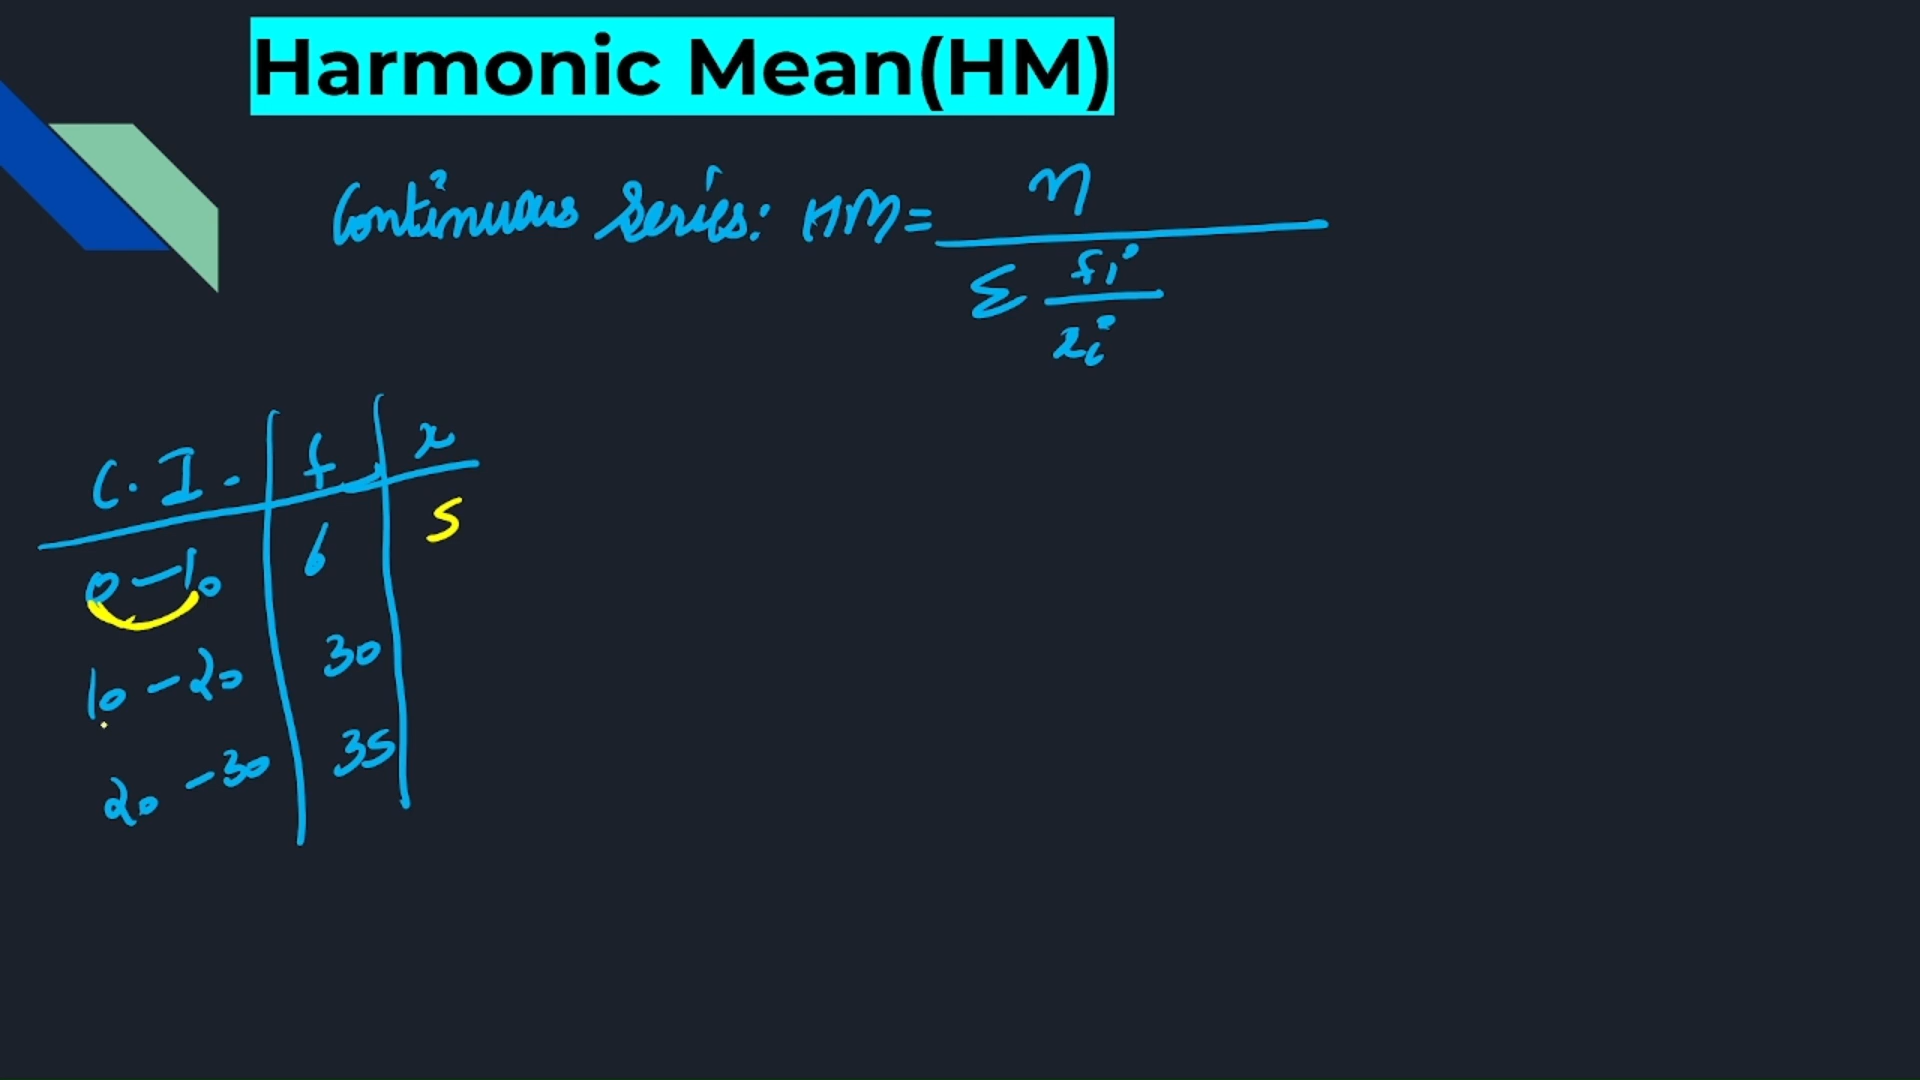 Harmonic Mean(HM)
Continuous Series: HM = n
Σ fi
xi
C.I. f x
0-10 6 5
10-20 30
20-30 35